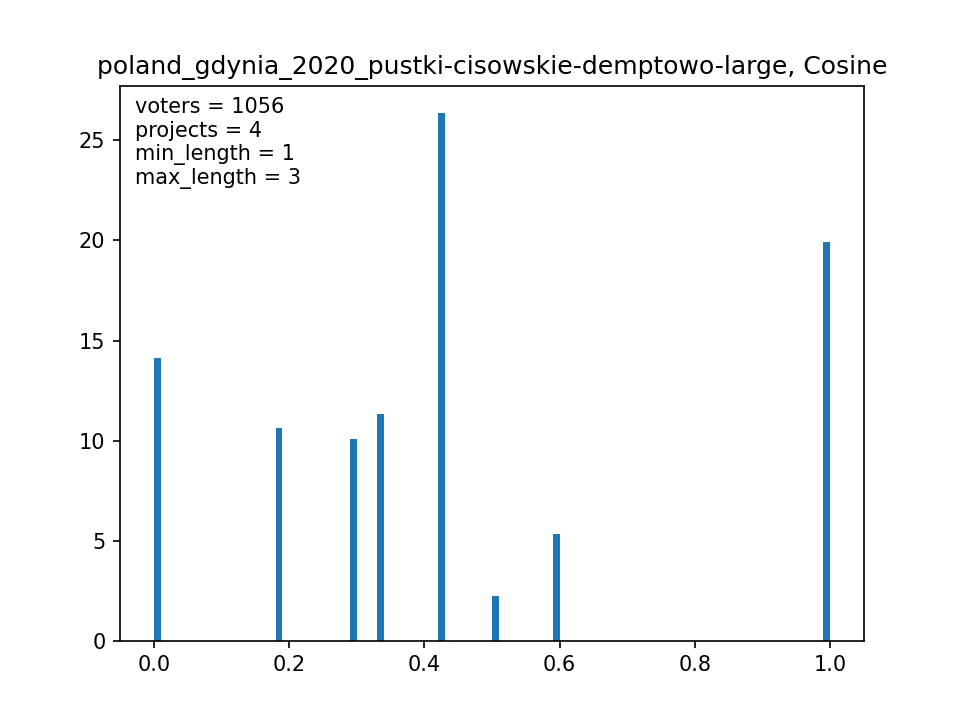 poland_gdynia_2020_pustki-cisowskie-demptowo-large, Cosine
voters = 1056
projects = 4
min_length = 1
max_length = 3
25
20
15
10
5
0
0.0 0.2 0.4 0.6 0.8 1.0